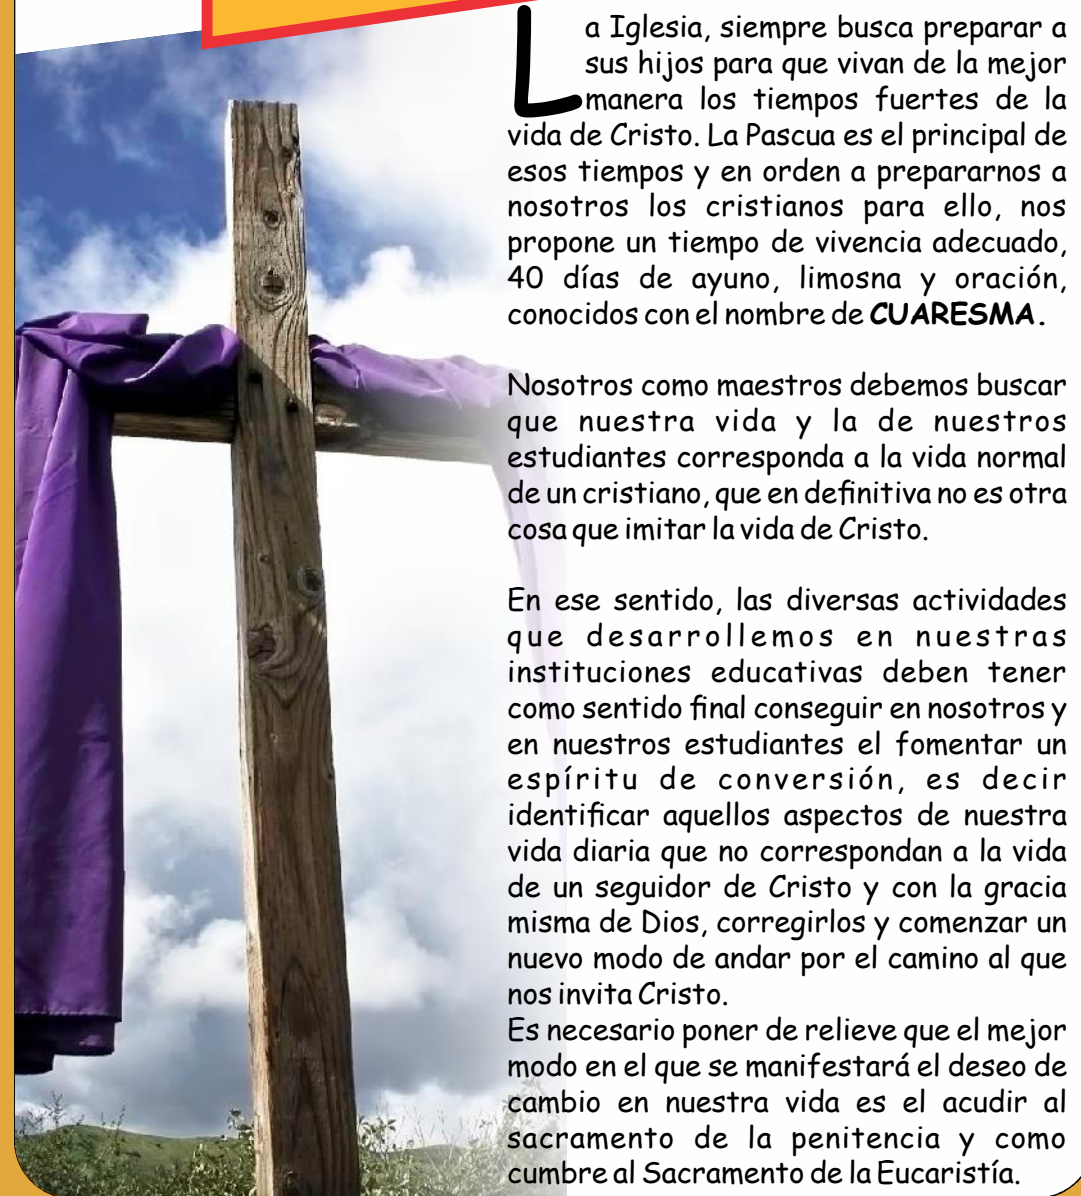 La Iglesia, siempre busca preparar a
sus hijos para que vivan de la mejor
manera los tiempos fuertes de la
vida de Cristo. La Pascua es el principal de
esos tiempos y en orden a prepararnos a
nosotros los cristianos para ello, nos
propone un tiempo de vivencia adecuado,
40 días de ayuno, limosna y oración,
conocidos con el nombre de CUARESMA.
Nosotros como maestros debemos buscar
que nuestra vida y la de nuestros
estudiantes corresponda a la vida normal
de un cristiano, que en definitiva no es otra
cosa que imitar la vida de Cristo.
En ese sentido, las diversas actividades
que desarrollemos en nuestras
instituciones educativas deben tener
como sentido final conseguir en nosotros y
en nuestros estudiantes el fomentar un
espíritu de conversión, es decir
identificar aquellos aspectos de nuestra
vida diaria que no correspondan a la vida
de un seguidor de Cristo y con la gracia
misma de Dios, corregirlos y comenzar un
nuevo modo de andar por el camino al que
nos invita Cristo.
Es necesario poner de relieve que el mejor
modo en el que se manifestará el deseo de
cambio en nuestra vida es el acudir al
sacramento de la penitencia y como
cumbre al Sacramento de la Eucaristía.